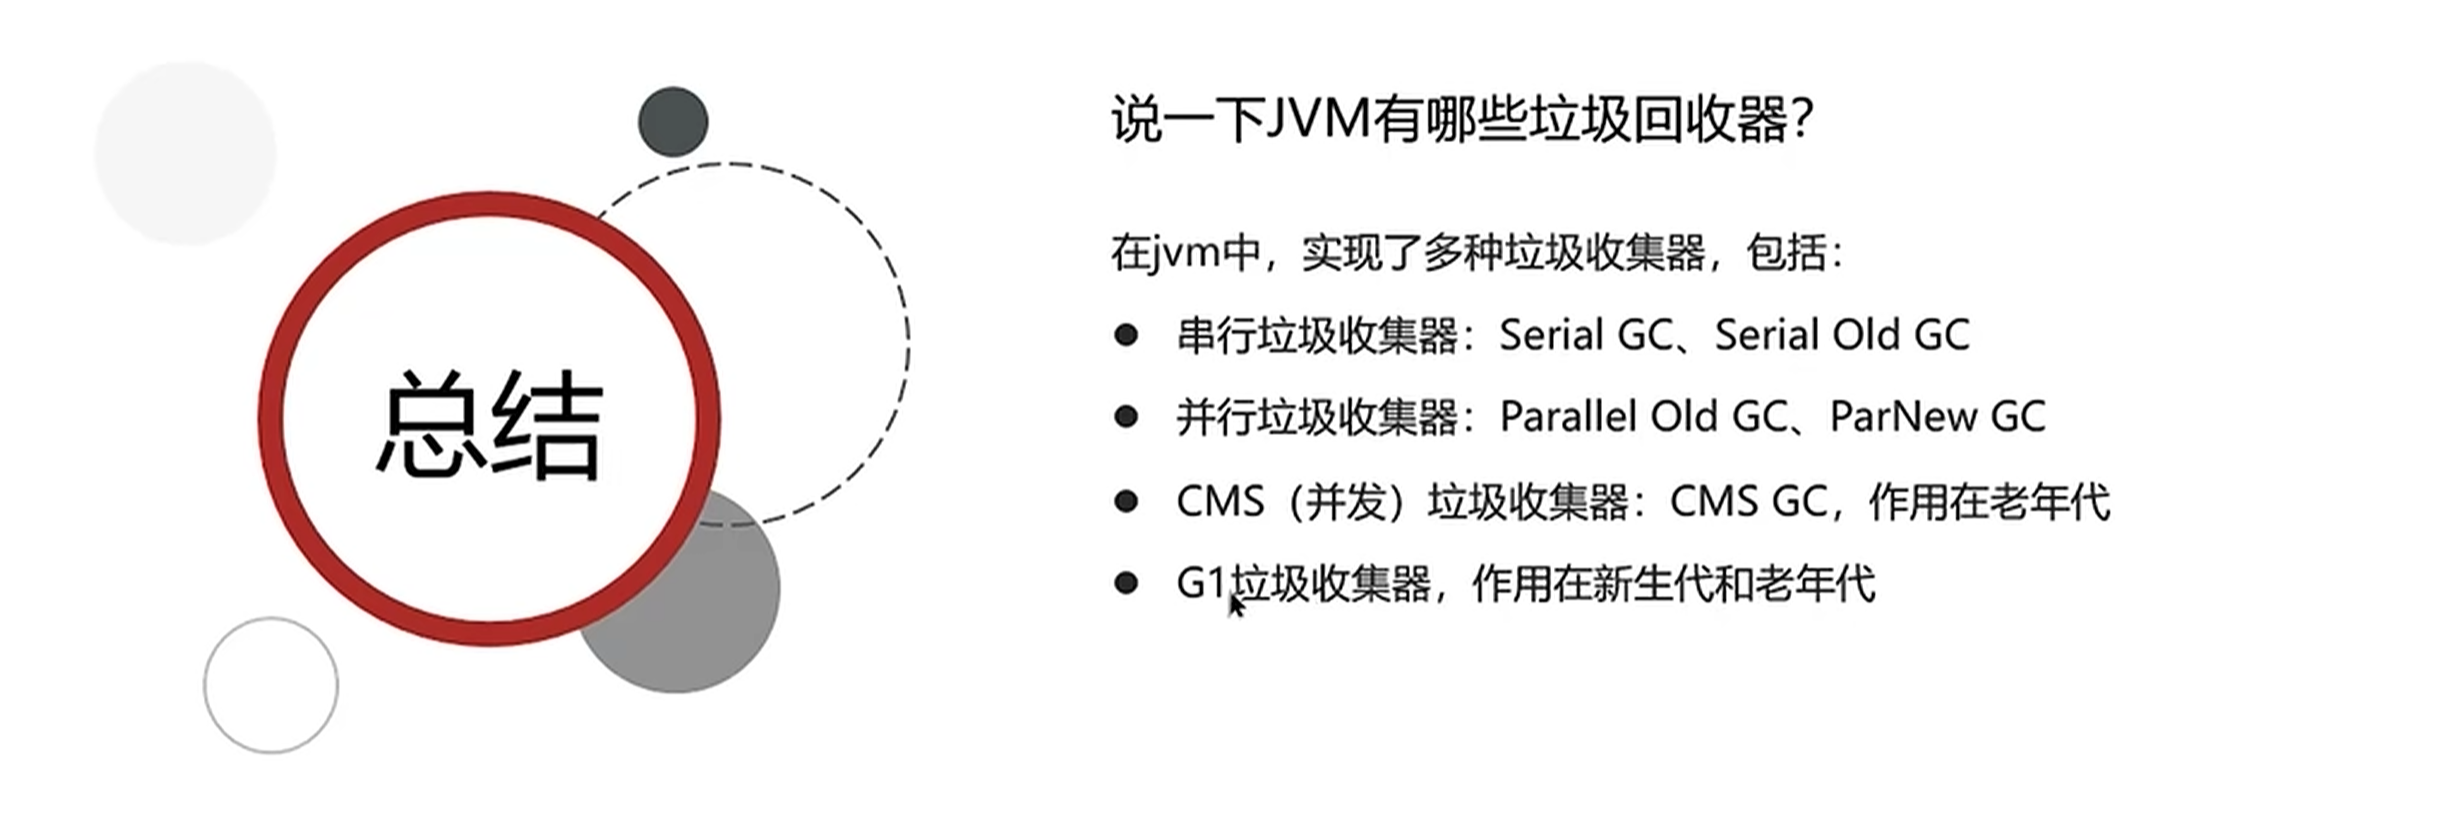 总结
说一下JVM有哪些垃圾回收器？
在jvm中，实现了多种垃圾收集器，包括：
● 串行垃圾收集器：Serial GC、Serial Old GC
● 并行垃圾收集器：Parallel Old GC、ParNew GC
● CMS（并发）垃圾收集器：CMS GC，作用在老年代
● G1垃圾收集器，作用在新生代和老年代